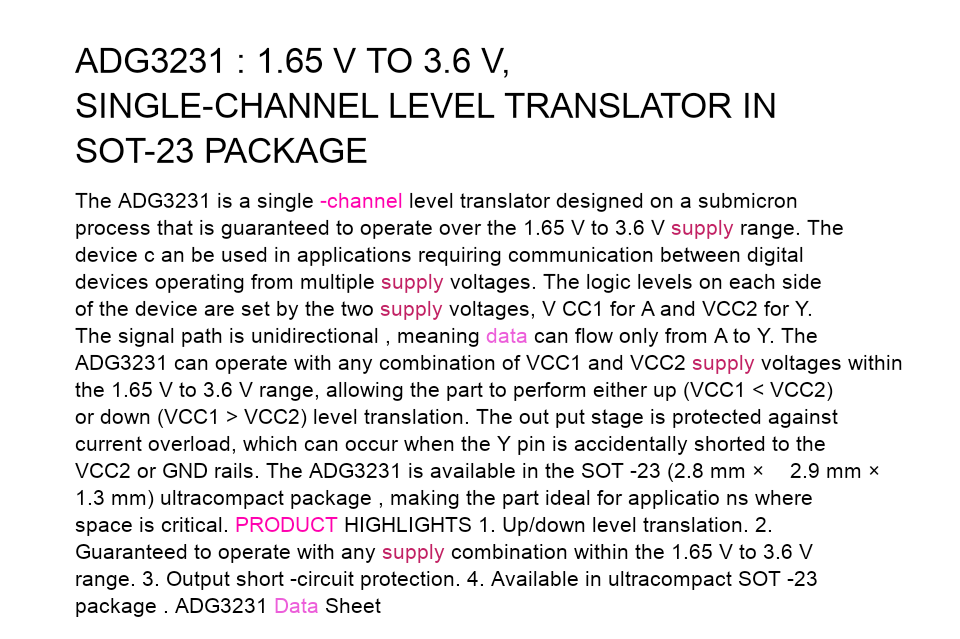 ADG3231 : 1.65 V TO 3.6 V,
SINGLE-CHANNEL LEVEL TRANSLATOR IN
SOT-23 PACKAGE
The ADG3231 is a single -channel level translator designed on a submicron
process that is guaranteed to operate over the 1.65 V to 3.6 V supply range. The
device c an be used in applications requiring communication between digital
devices operating from multiple supply voltages. The logic levels on each side
of the device are set by the two supply voltages, V CC1 for A and VCC2 for Y.
The signal path is unidirectional , meaning data can flow only from A to Y. The
ADG3231 can operate with any combination of VCC1 and VCC2 supply voltages within
the 1.65 V to 3.6 V range, allowing the part to perform either up (VCC1 < VCC2)
or down (VCC1 > VCC2) level translation. The out put stage is protected against
current overload, which can occur when the Y pin is accidentally shorted to the
VCC2 or GND rails. The ADG3231 is available in the SOT -23 (2.8 mm × 2.9 mm ×
1.3 mm) ultracompact package , making the part ideal for applicatio ns where
space is critical. PRODUCT HIGHLIGHTS 1. Up/down level translation. 2.
Guaranteed to operate with any supply combination within the 1.65 V to 3.6 V
range. 3. Output short -circuit protection. 4. Available in ultracompact SOT -23
package . ADG3231 Data Sheet